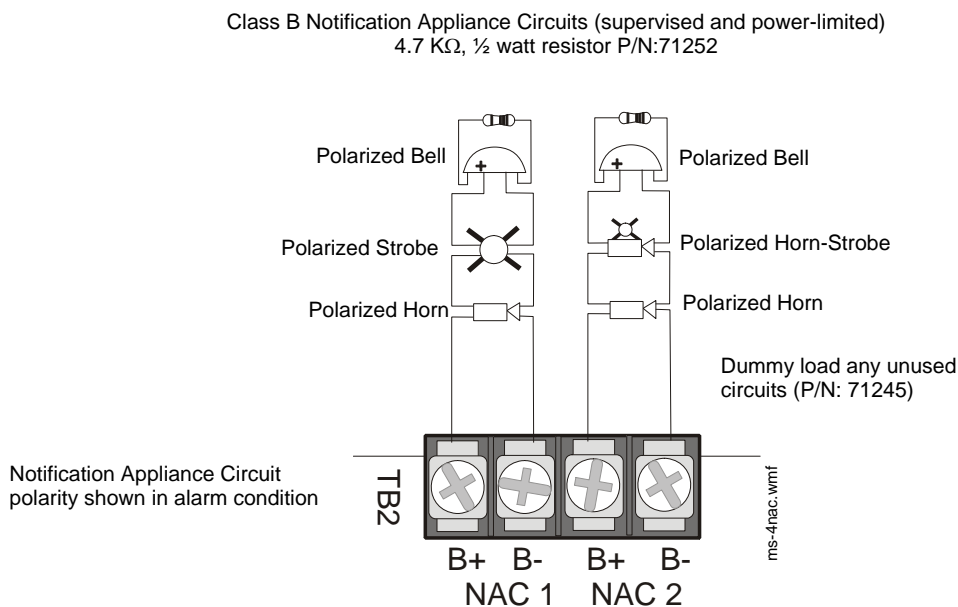 Class B Notification Appliance Circuits (supervised and power-limited)
4.7 KΩ, ½ watt resistor P/N:71252
Polarized Bell
Polarized Bell
Polarized Strobe
Polarized Horn-Strobe
Polarized Horn
Polarized Horn
Dummy load any unused
circuits (P/N: 71245)
Notification Appliance Circuit
polarity shown in alarm condition
TB2
ms-4nac.wmf
B+ B- B+ B-
NAC 1 NAC 2
+
+